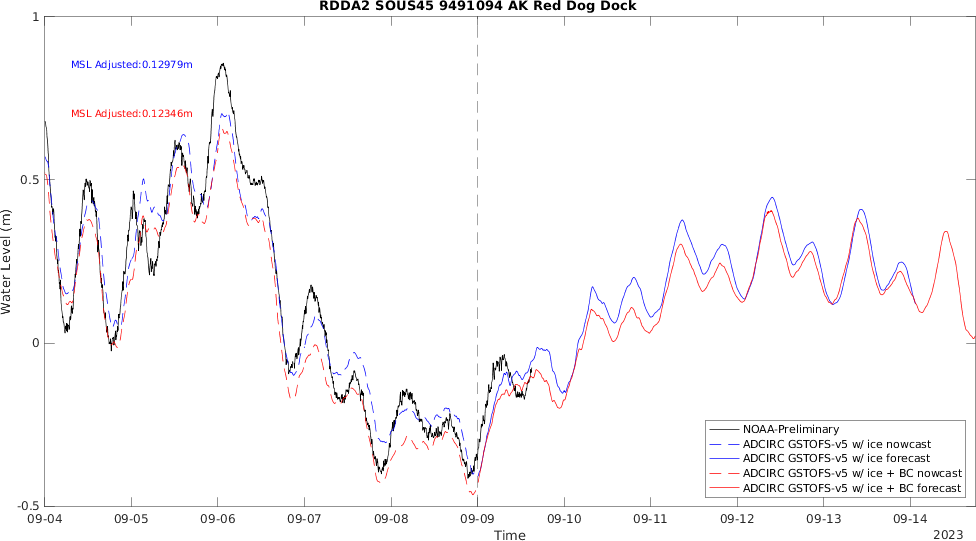 RDDA2 SOUS45 9491094 AK Red Dog Dock
1
MSL Adjusted:0.12979m
MSL Adjusted:0.12346m
0.5
Water Level (m)
0
NOAA-Preliminary
ADCIRC GSTOFS-v5 w/ ice nowcast
ADCIRC GSTOFS-v5 w/ ice forecast
ADCIRC GSTOFS-v5 w/ ice + BC nowcast
ADCIRC GSTOFS-v5 w/ ice + BC forecast
-0.5
09-04 09-05 09-06 09-07 09-08 09-09 09-10 09-11 09-12 09-13 09-14
Time
2023